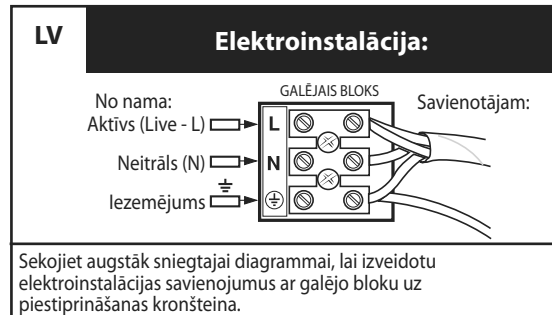 LV
Elektroinstalācija:
GALĒJAIS BLOKS
No nama:
Savienotājam:
Aktīvs (Live - L)
L
Neitrāls (N)
N
Iezemējums
Sekojiet augstāk sniegtajai diagrammai, lai izveidotu
elektroinstalācijas savienojumus ar galējo bloku uz
piestiprināšanas kronšteina.